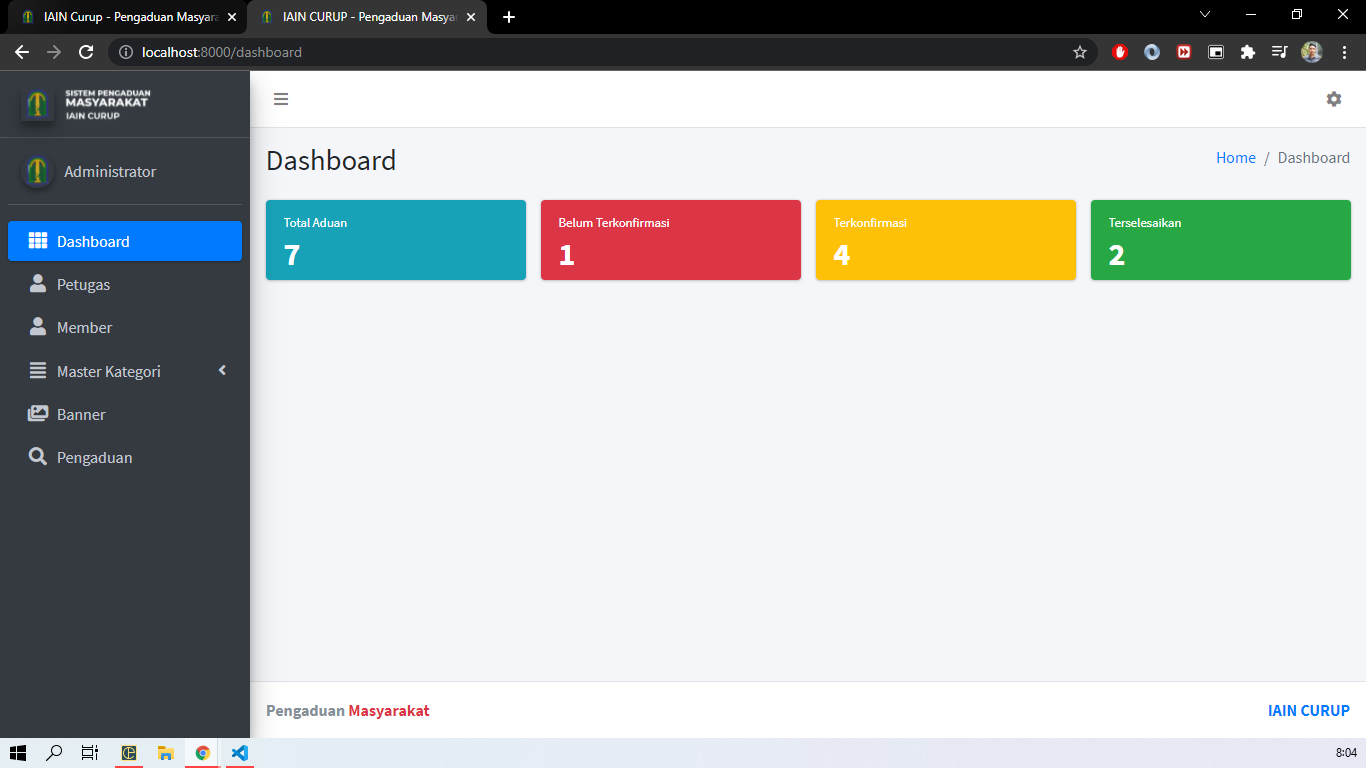 IAIN Curup - Pengaduan Masyara
IAIN CURUP - Pengaduan Masyar
localhost:8000/dashboard
SISTEM PENGADUAN
MASYARAKAT
IAIN CURUP
Administrator
Dashboard
Petugas
Member
Master Kategori
Banner
Pengaduan
Dashboard
Home / Dashboard
Total Aduan
7
Belum Terkonfirmasi
1
Terkonfirmasi
4
Terselesaikan
2
Pengaduan Masyarakat
IAIN CURUP
8:04